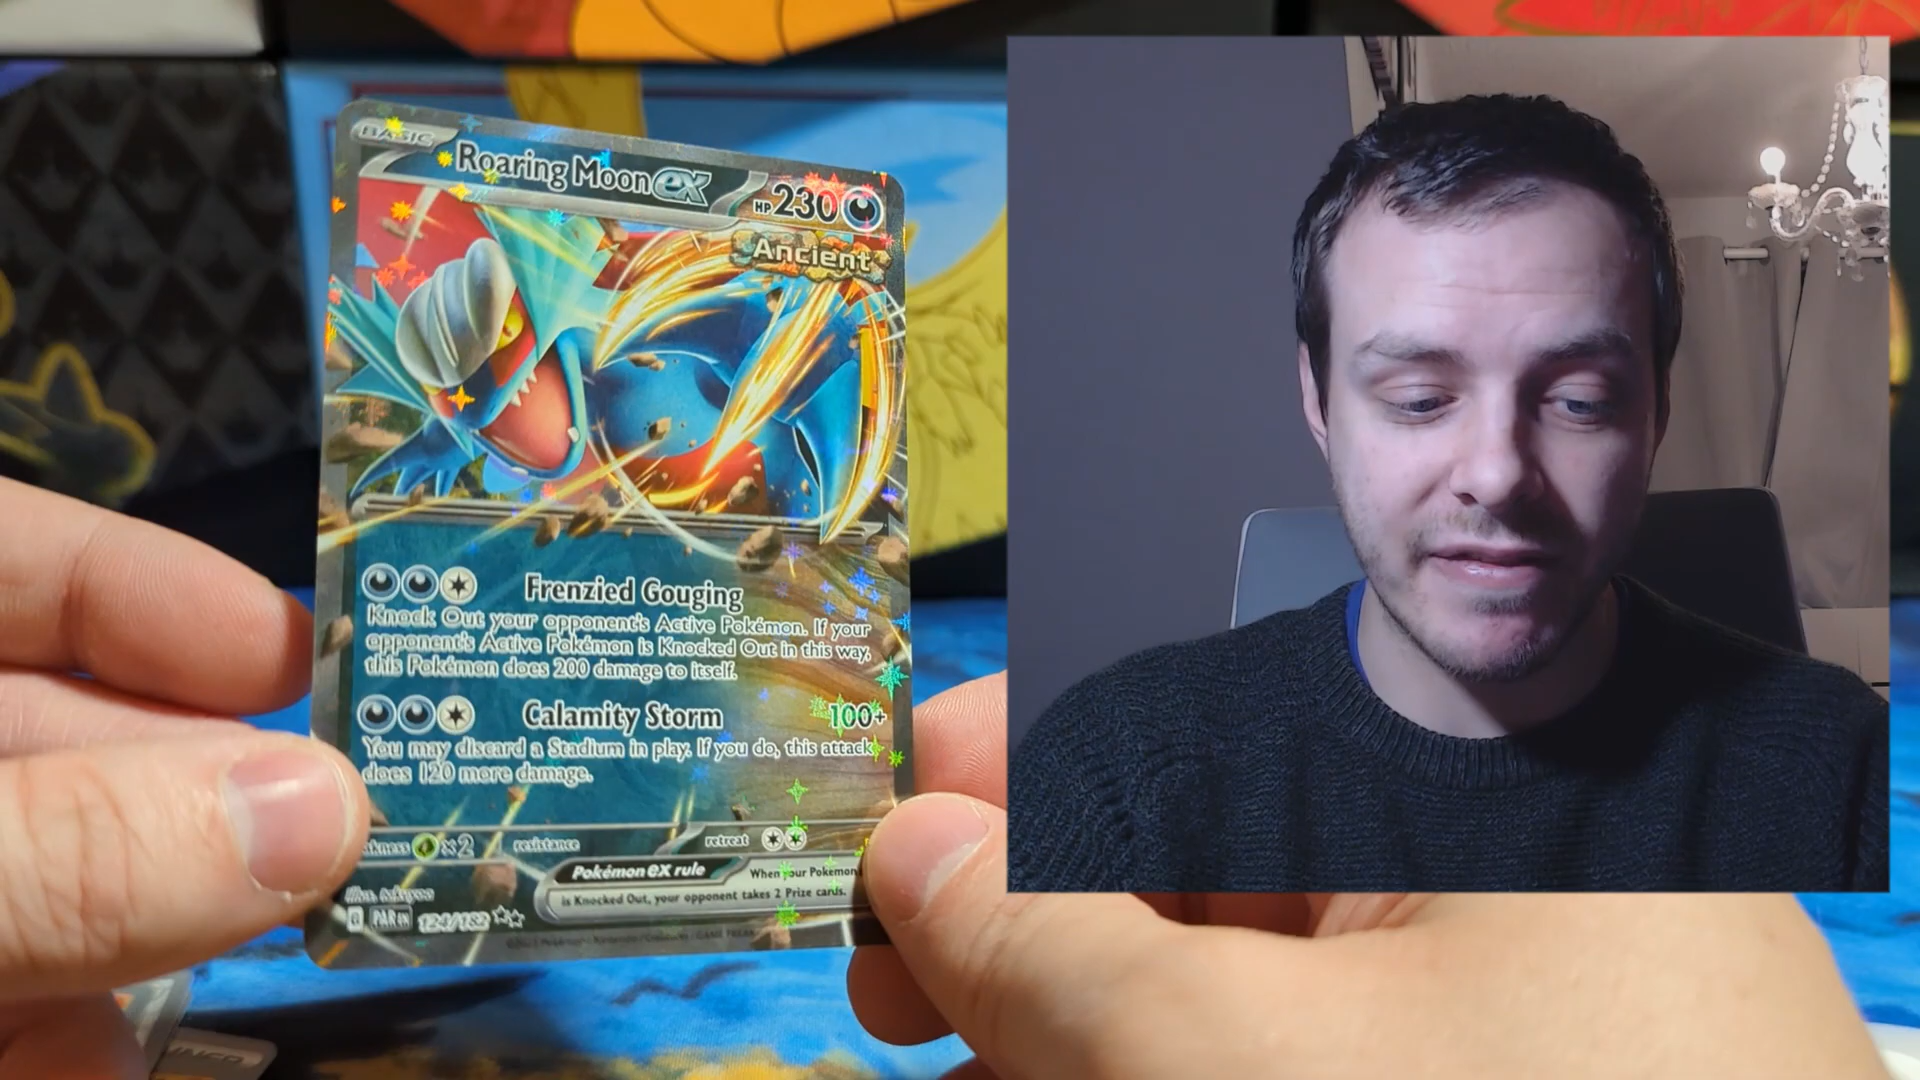 BASIC
Roaring Moon ex
HP 230
Ancient
Frenzied Gouging
Knock Out your opponent's Active Pokémon. If your
opponent's Active Pokémon is Knocked Out in this way,
this Pokémon does 200 damage to itself.
Calamity Storm 100+
You may discard a Stadium in play. If you do, this attack
does 120 more damage.
×2 resistance retreat
Pokémon ex rule When your Pokémon
is Knocked Out, your opponent takes 2 Prize cards.
G PAR EN 124/182